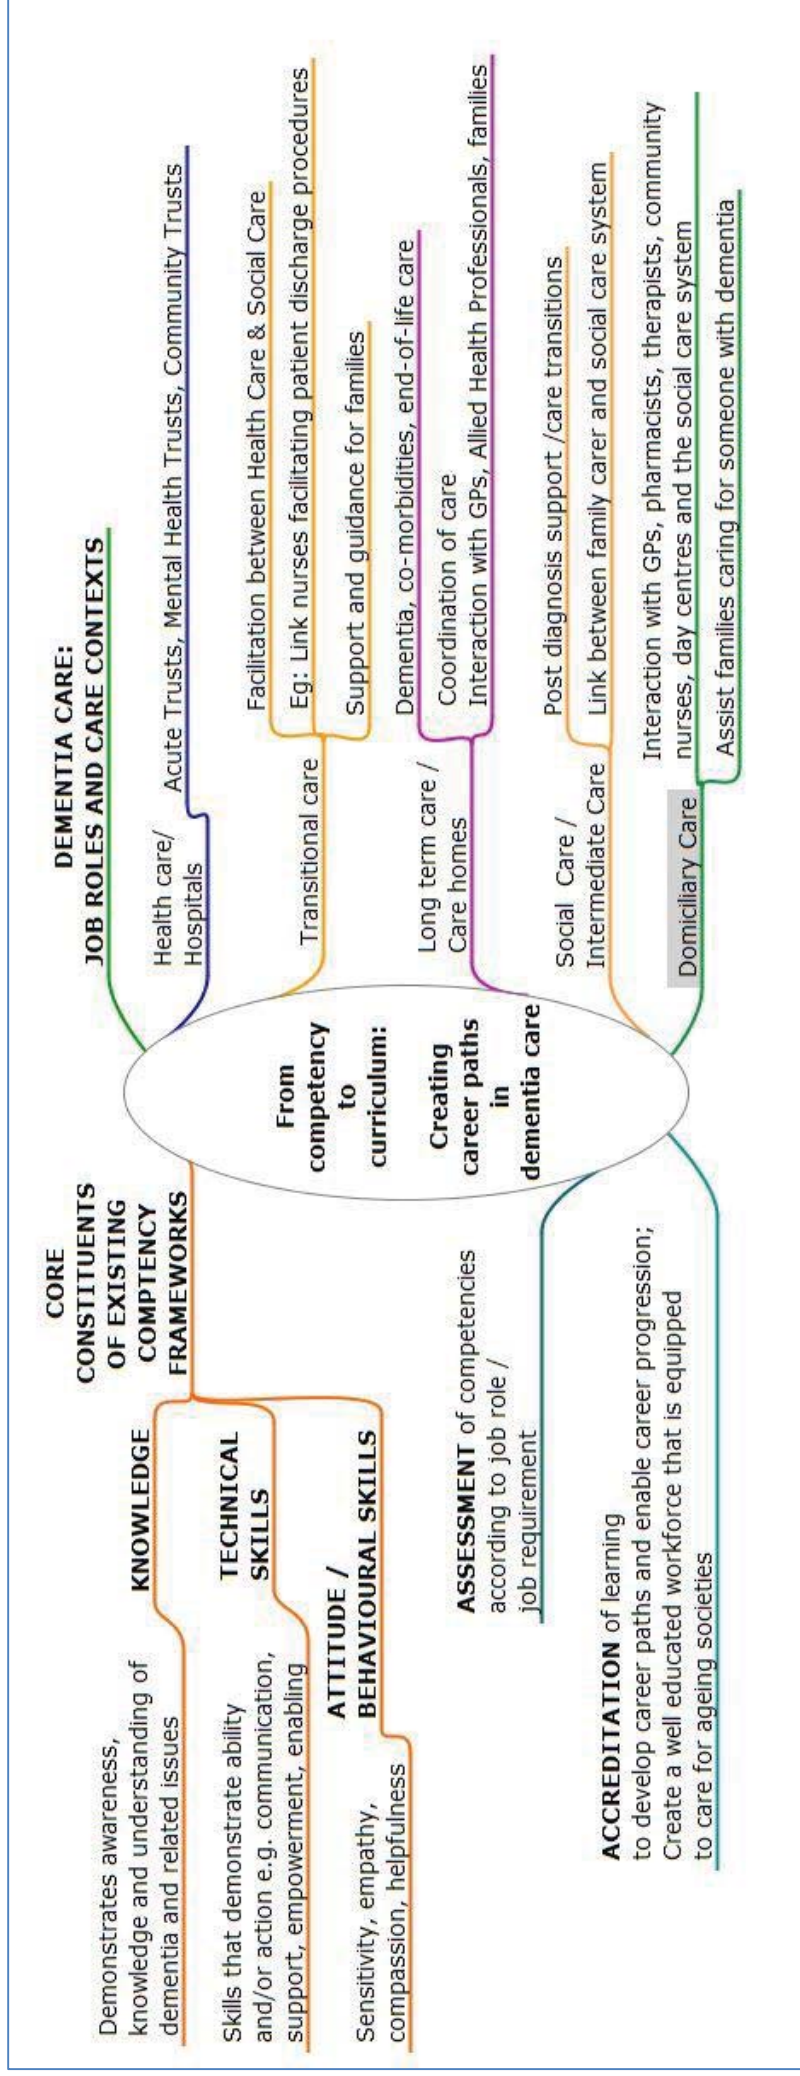 CORE
CONSTITUENTS
OF EXISTING
COMPTENCY
FRAMEWORKS
KNOWLEDGE
Demonstrates awareness,
knowledge and understanding of
dementia and related issues
TECHNICAL
SKILLS
Skills that demonstrate ability
and/or action e.g. communication,
support, empowerment, enabling
ATTITUDE /
BEHAVIOURAL SKILLS
Sensitivity, empathy,
compassion, helpfulness
ASSESSMENT of competencies
according to job role /
job requirement
ACCREDITATION of learning
to develop career paths and enable career progression;
Create a well educated workforce that is equipped
to care for ageing societies
From
competency
to
curriculum:
Creating
career paths
in
dementia care
DEMENTIA CARE:
JOB ROLES AND CARE CONTEXTS
Health care/
Hospitals
Acute Trusts, Mental Health Trusts, Community Trusts
Transitional care
Facilitation between Health Care & Social Care
Eg: Link nurses facilitating patient discharge procedures
Support and guidance for families
Long term care /
Care homes
Dementia, co-morbidities, end-of-life care
Coordination of care
Interaction with GPs, Allied Health Professionals, families
Social Care /
Intermediate Care
Post diagnosis support /care transitions
Link between family carer and social care system
Domiciliary Care
Interaction with GPs, pharmacists, therapists, community
nurses, day centres and the social care system
Assist families caring for someone with dementia